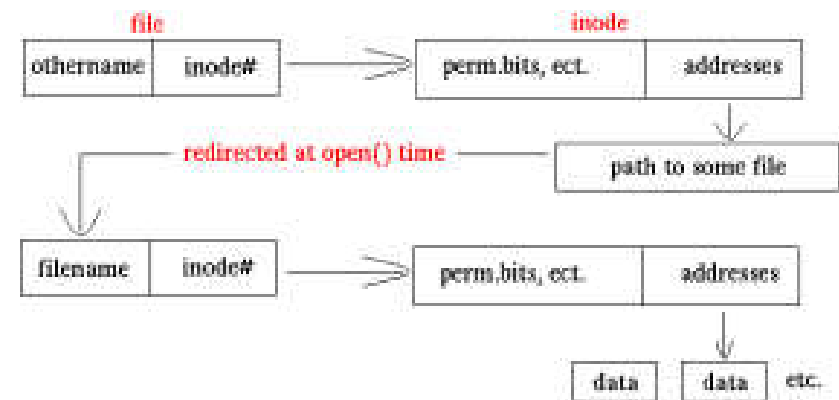 file inode
othername inode# perm.bits, ect. addresses
redirected at open() time path to some file
filename inode# perm.bits, ect. addresses
data data etc.